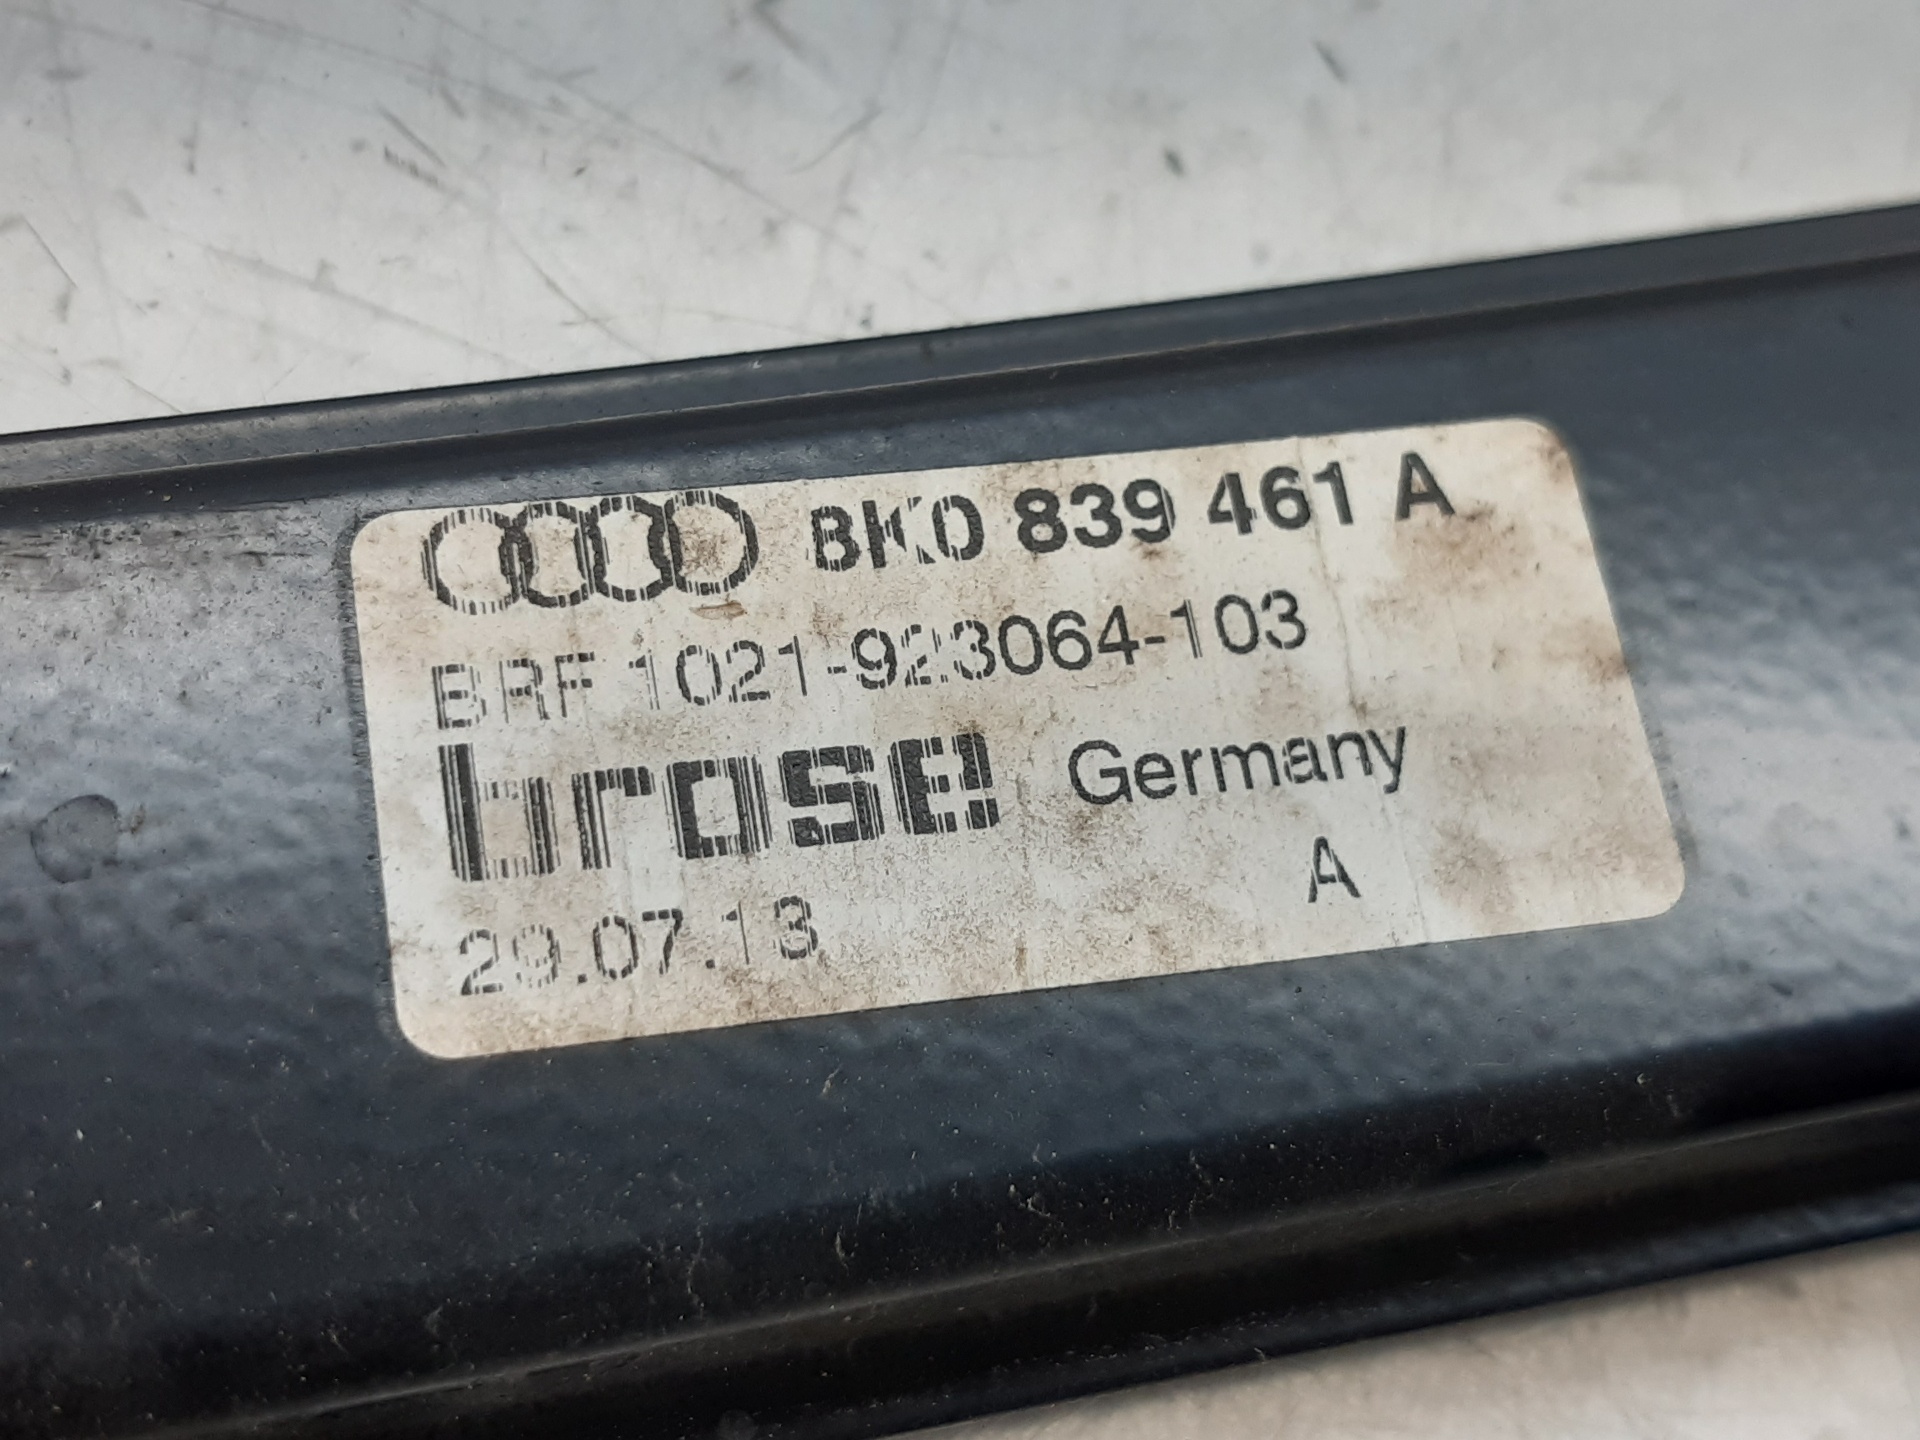 8K0 839 461 A
BRF 1021-923064-103
brose Germany
29.07.13 A